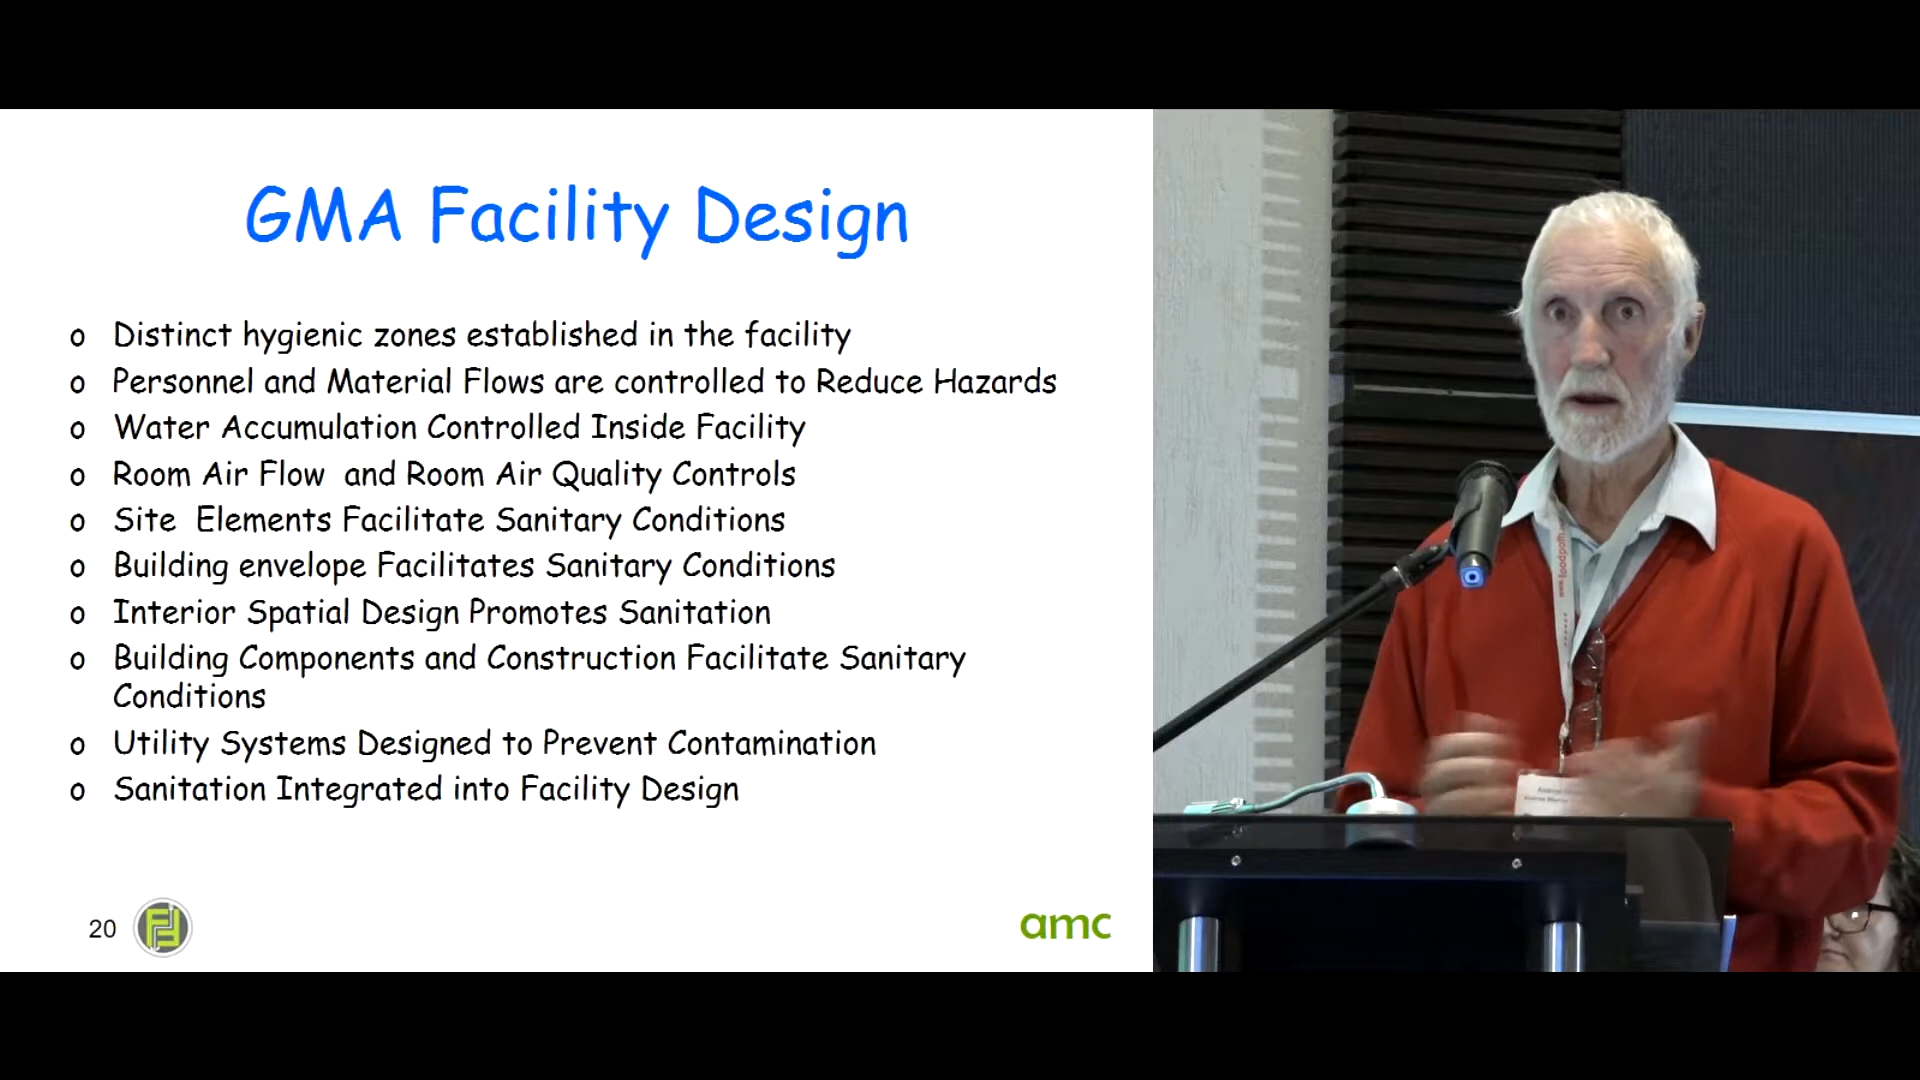 GMA Facility Design
o Distinct hygienic zones established in the facility
o Personnel and Material Flows are controlled to Reduce Hazards
o Water Accumulation Controlled Inside Facility
o Room Air Flow and Room Air Quality Controls
o Site Elements Facilitate Sanitary Conditions
o Building envelope Facilitates Sanitary Conditions
o Interior Spatial Design Promotes Sanitation
o Building Components and Construction Facilitate Sanitary
Conditions
o Utility Systems Designed to Prevent Contamination
o Sanitation Integrated into Facility Design
20
amc